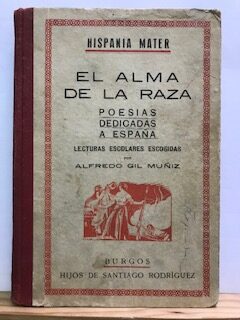 HISPANIA MATER
EL ALMA
DE LA RAZA
POESIAS
DEDICADAS
A ESPAÑA
LECTURAS ESCOLARES ESCOGIDAS
POR
ALFREDO GIL MUÑIZ
BURGOS
HIJOS DE SANTIAGO RODRÍGUEZ